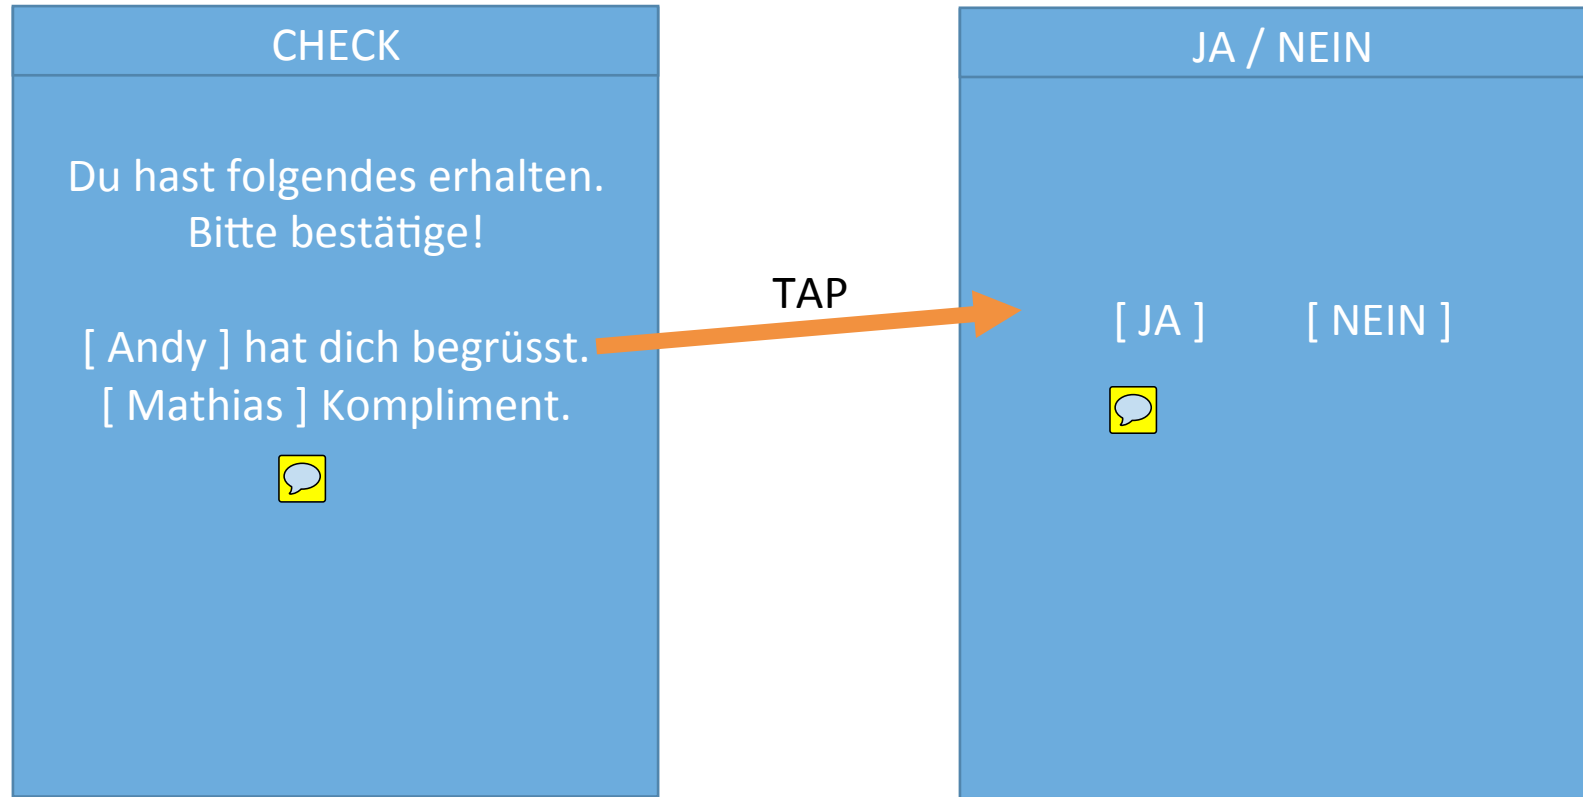 CHECK
Du hast folgendes erhalten.
Bitte bestätige!
[ Andy ] hat dich begrüsst.
[ Mathias ] Kompliment.
TAP
JA / NEIN
[ JA ] [ NEIN ]